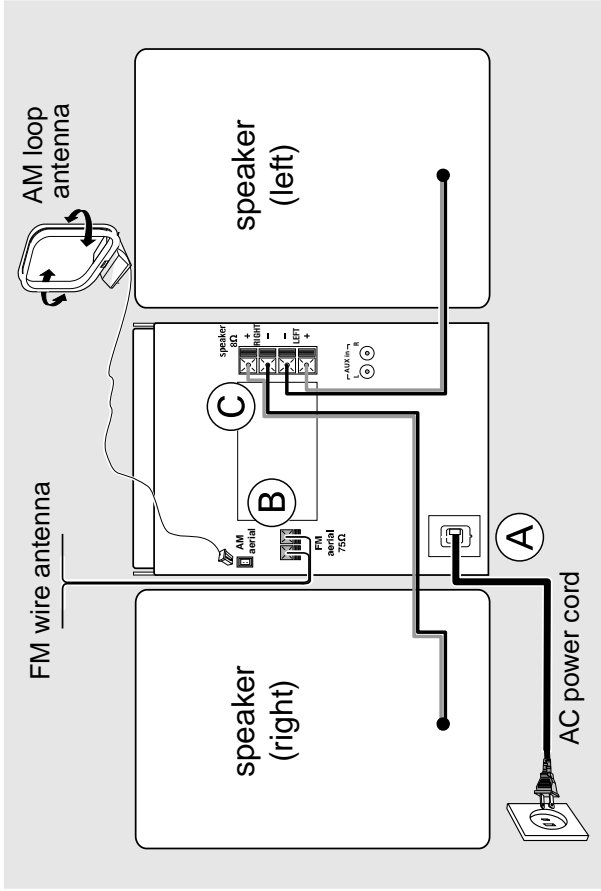 FM wire antenna
AM loop
antenna
speaker
(right)
speaker
(left)
AC power cord
A
B
C
AM
aerial
FM
aerial
75Ω
speaker
8Ω
+
RIGHT
–
–
LEFT
+
AUX in
L
R